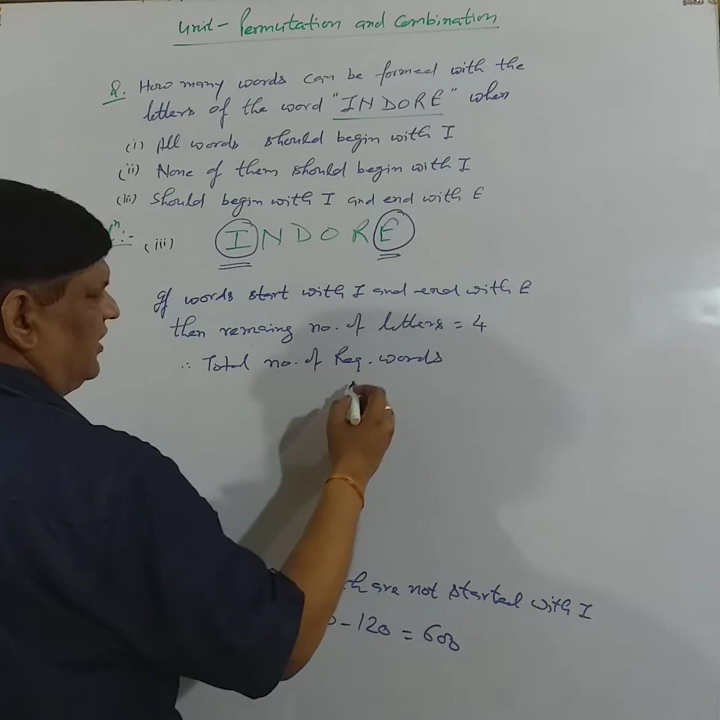 Unit - Permutation and Combination
Q. How many words can be formed with the
letters of the word "INDORE" when
(i) All words should begin with I
(ii) None of them should begin with I
(iii) Should begin with I and end with E
(iii) INDORE
If words start with I and end with E
then remaining no. of letters = 4
∴ Total no. of Req. words
are not started with I
- 120 = 600